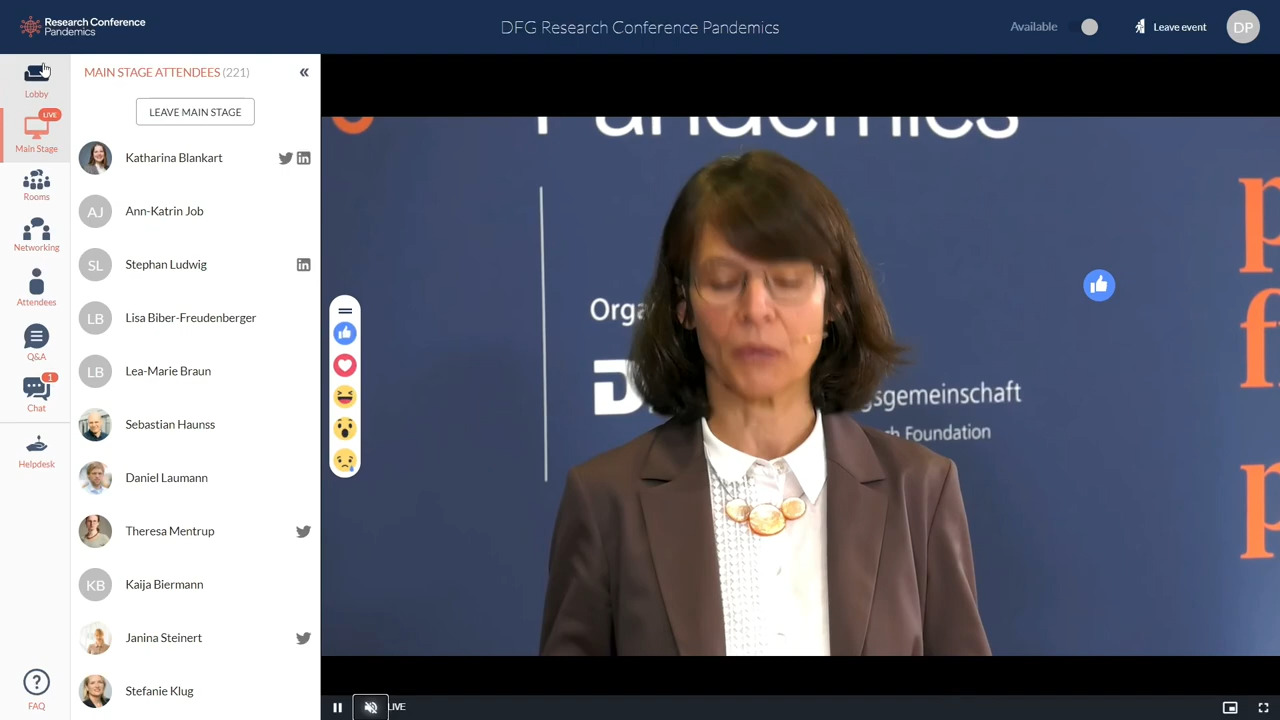 Research Conference
Pandemics
DFG Research Conference Pandemics
Available
Leave event
DP
Lobby
LIVE
Main Stage
Rooms
Networking
Attendees
Q&A
1
Chat
Helpdesk
?
FAQ
MAIN STAGE ATTENDEES (221)
LEAVE MAIN STAGE
Katharina Blankart
AJ
Ann-Katrin Job
SL
Stephan Ludwig
LB
Lisa Biber-Freudenberger
LB
Lea-Marie Braun
Sebastian Haunss
Daniel Laumann
Theresa Mentrup
KB
Kaija Biermann
Janina Steinert
Stefanie Klug
Pandemics
Orga
D
gsgemeinschaft
ch Foundation
p
f
p
LIVE